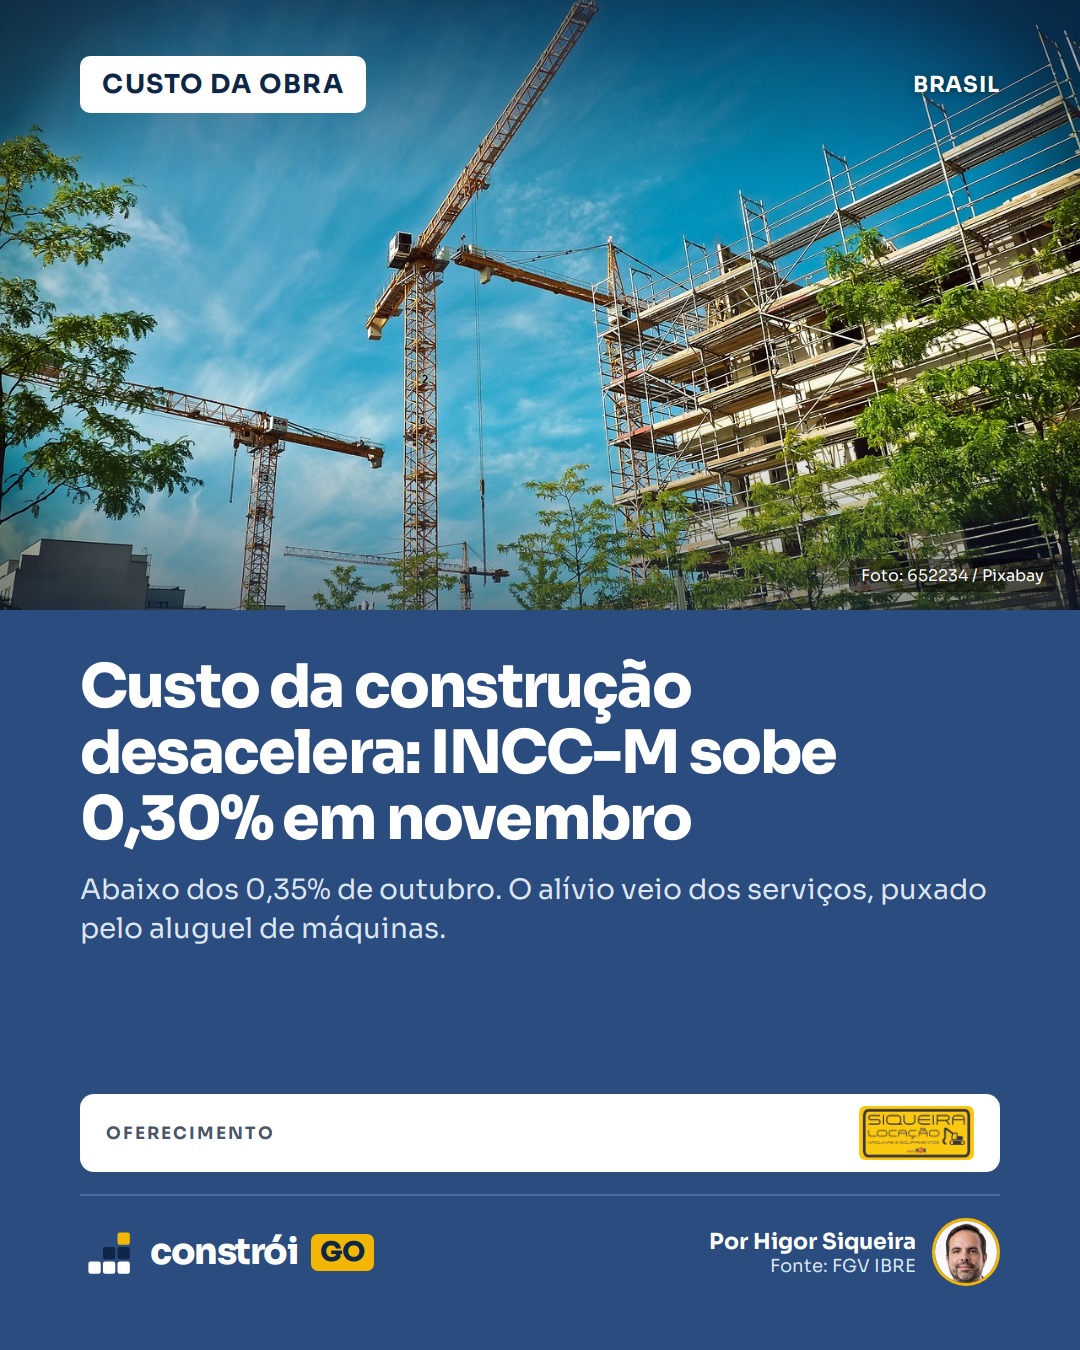 CUSTO DA OBRA
BRASIL
Foto: 652234 / Pixabay
Custo da construção
desacelera: INCC-M sobe
0,30% em novembro
Abaixo dos 0,35% de outubro. O alívio veio dos serviços, puxado
pelo aluguel de máquinas.
OFERECIMENTO
SIQUEIRA
LOCAÇÃO
MÁQUINAS E EQUIPAMENTOS
constrói GO
Por Higor Siqueira
Fonte: FGV IBRE